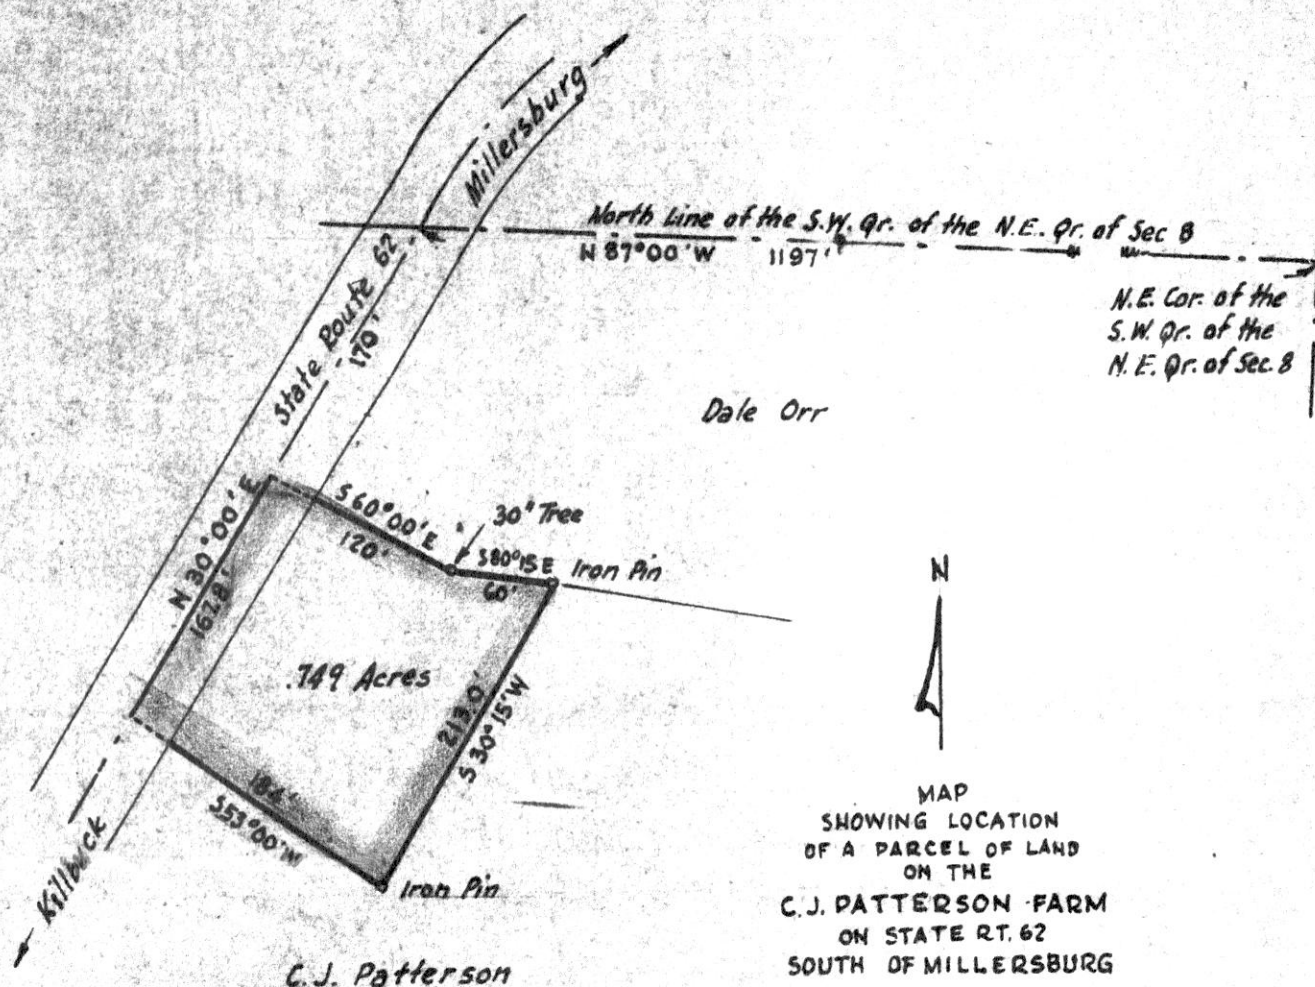 Millersburg
North Line of the S.W. Qr. of the N.E. Qr. of Sec 8
N 87°00'W 1197'
N.E. Cor. of the
S.W. Qr. of the
N.E. Qr. of Sec. 8
State Route 62
170'
Dale Orr
S 60°00'E
120'
30" Tree
S80°15 E
60'
Iron Pin
N 30°00'E
167.8'
.749 Acres
213.0'
S 30°15'W
184'
S53°00'W
Iron Pin
Killbuck
C.J. Patterson
N
MAP
SHOWING LOCATION
OF A PARCEL OF LAND
ON THE
C.J. PATTERSON FARM
ON STATE RT. 62
SOUTH OF MILLERSBURG